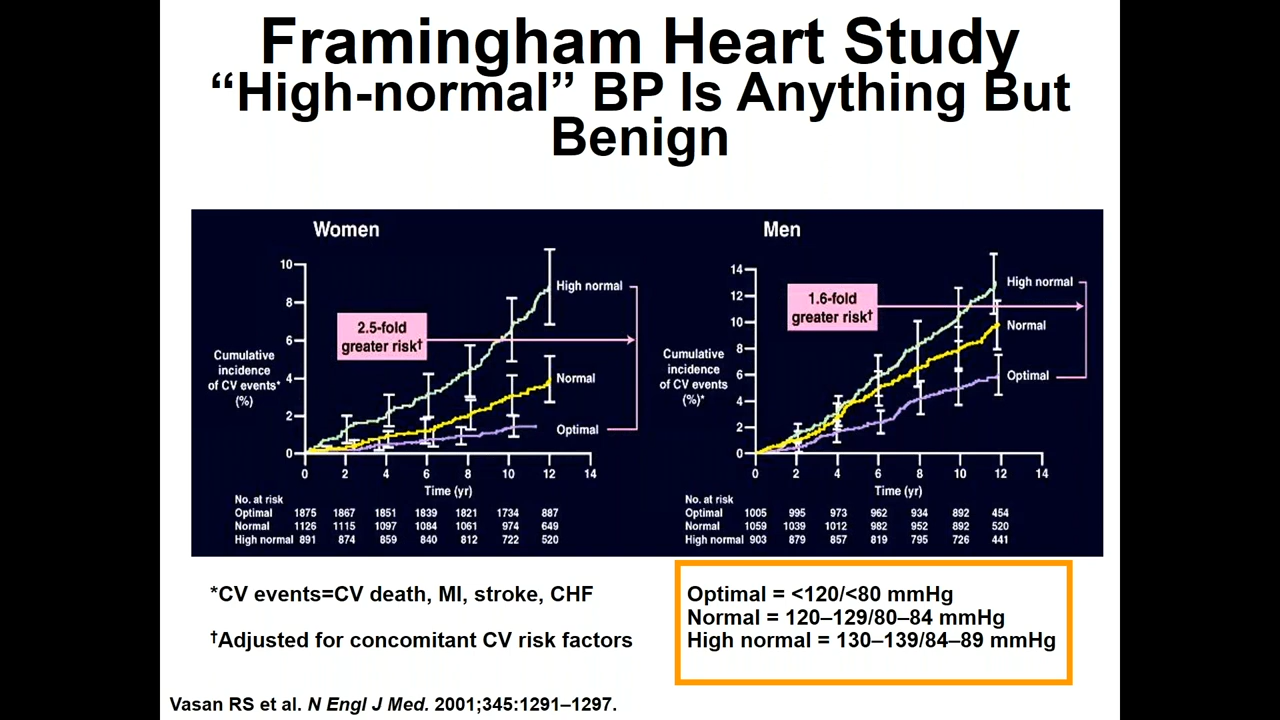 Framingham Heart Study
“High-normal” BP Is Anything But
Benign
Women
10
8
6
4
2
0
Cumulative
incidence
of CV events*
(%)
2.5-fold
greater risk†
High normal
Normal
Optimal
0 2 4 6 8 10 12 14
Time (yr)
No. at risk
Optimal 1875 1867 1851 1839 1821 1734 887
Normal 1126 1115 1097 1084 1061 974 649
High normal 891 874 859 840 812 722 520
Men
14
12
10
8
6
4
2
0
Cumulative
incidence
of CV events
(%)*
1.6-fold
greater risk†
High normal
Normal
Optimal
0 2 4 6 8 10 12 14
Time (yr)
No. at risk
Optimal 1005 995 973 962 934 892 454
Normal 1059 1039 1012 982 952 892 520
High normal 903 879 857 819 795 726 441
*CV events=CV death, MI, stroke, CHF
†Adjusted for concomitant CV risk factors
Optimal = <120/<80 mmHg
Normal = 120–129/80–84 mmHg
High normal = 130–139/84–89 mmHg
Vasan RS et al. N Engl J Med. 2001;345:1291–1297.